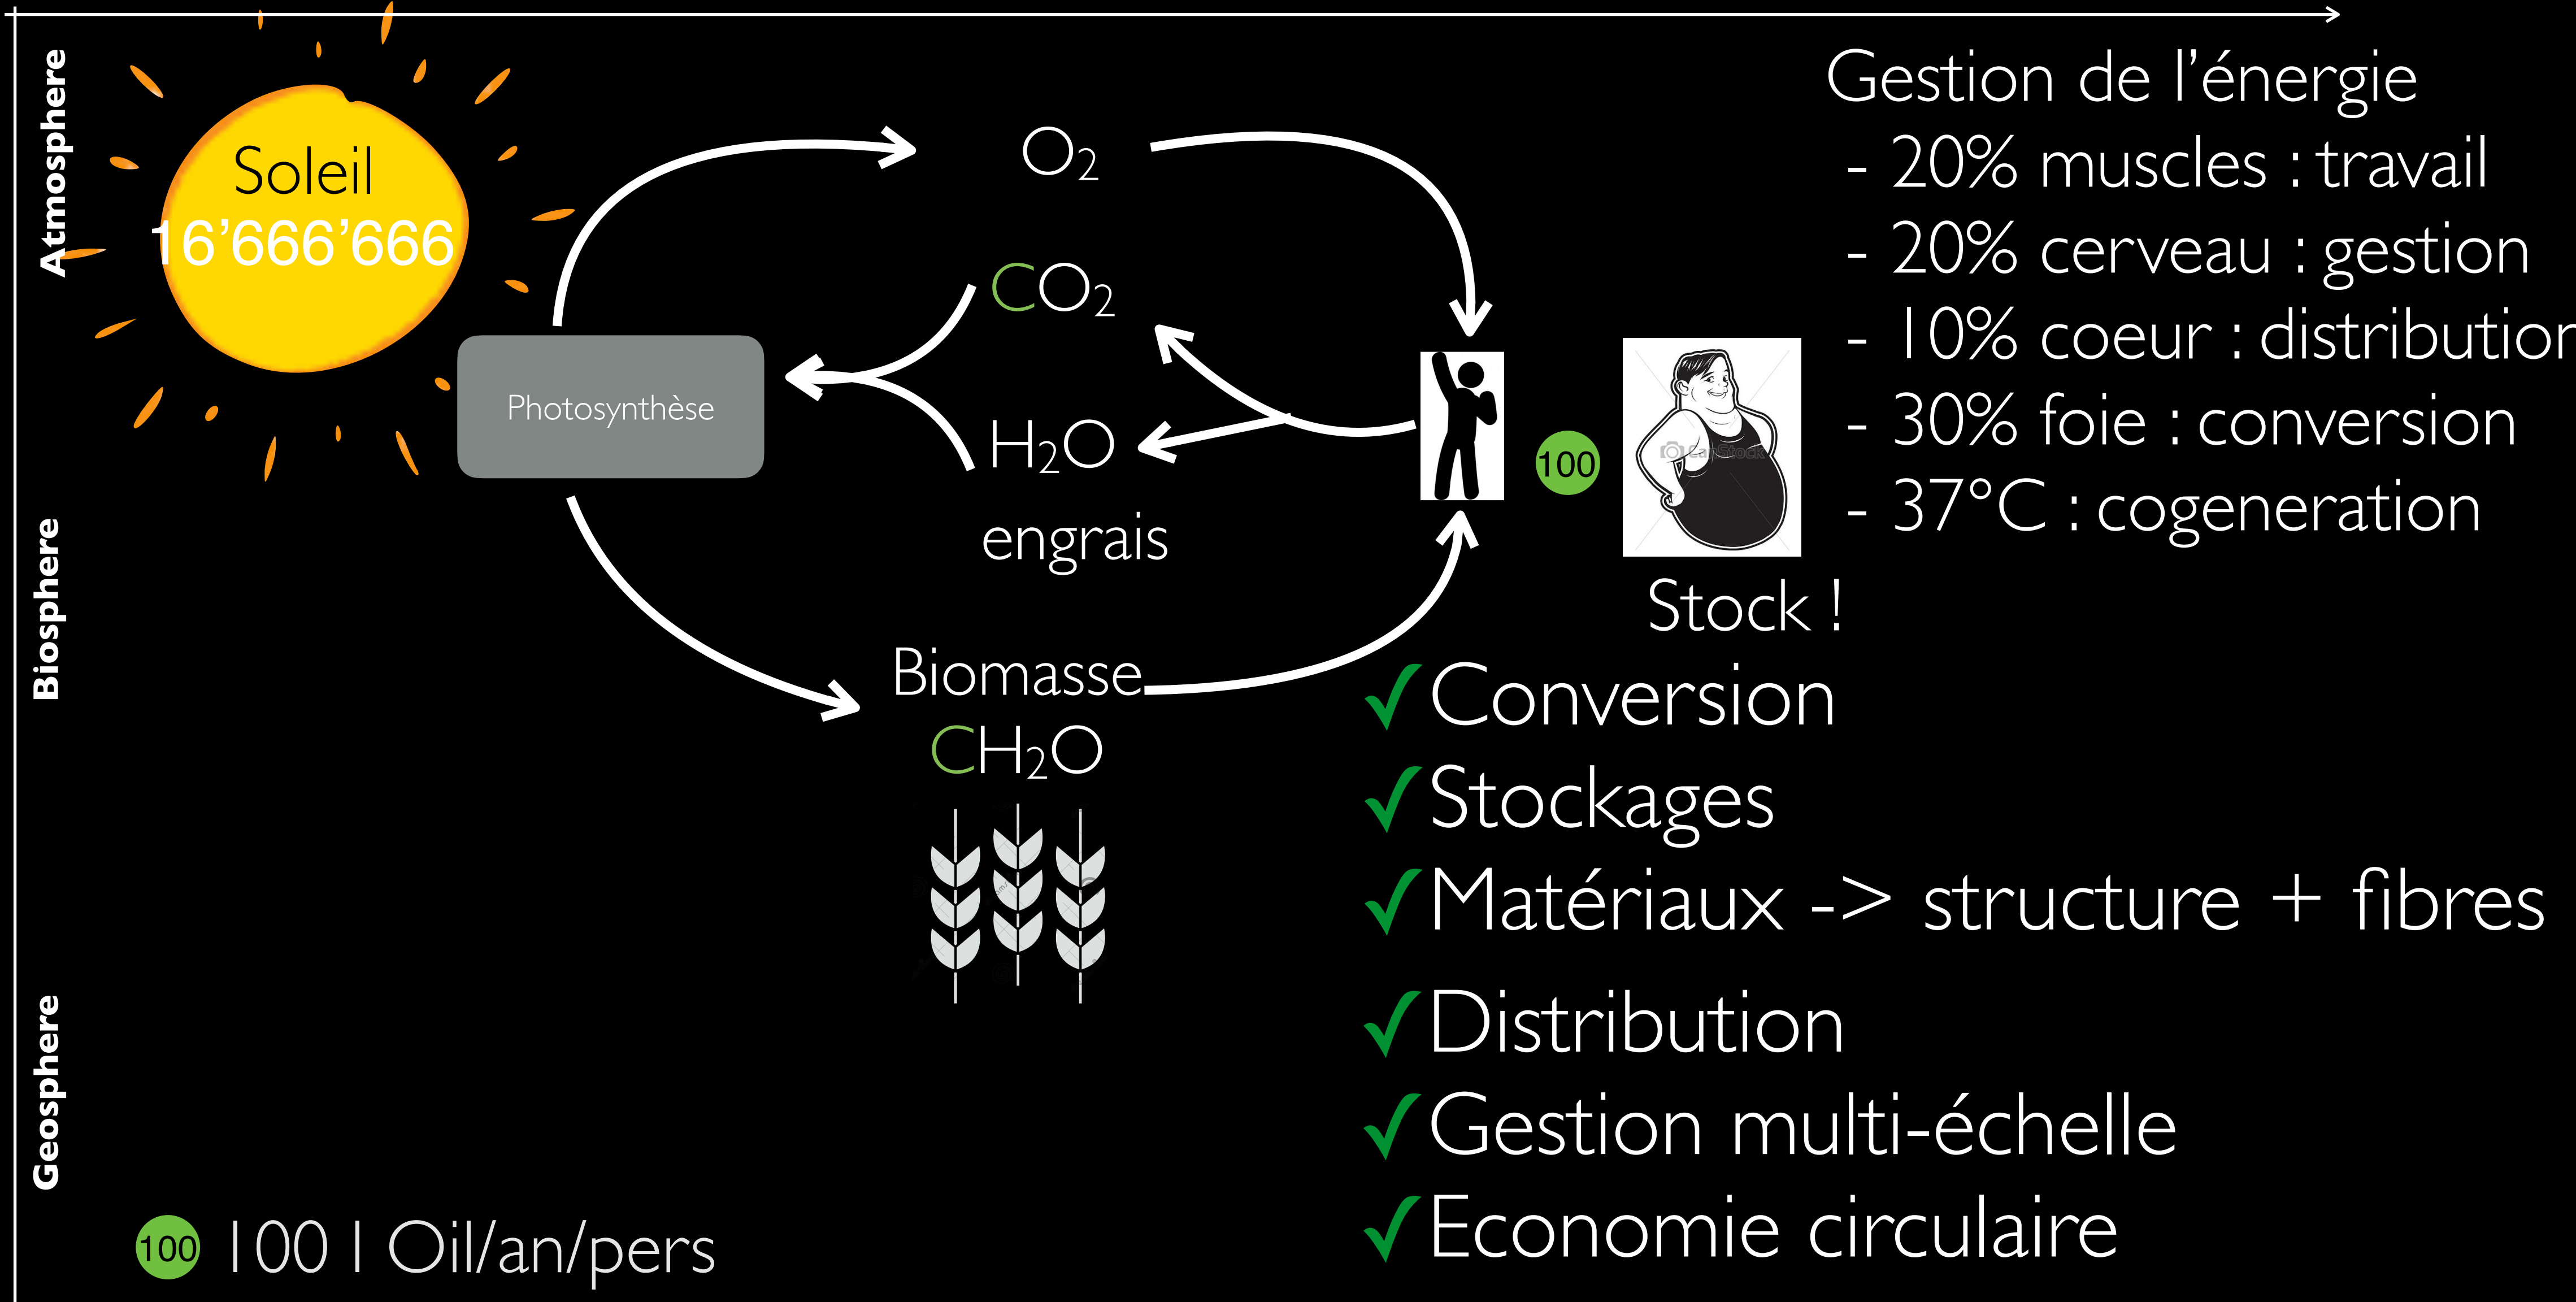 Atmosphere
Soleil
16’666’666
Photosynthèse
O₂
CO₂
H₂O
engrais
Biomasse
CH₂O
100
CanStock
Stock !
Gestion de l’énergie
- 20% muscles : travail
- 20% cerveau : gestion
- 10% coeur : distribution
- 30% foie : conversion
- 37°C : cogeneration
Biosphere
✓Conversion
✓Stockages
✓Matériaux -> structure + fibres
✓Distribution
✓Gestion multi-échelle
✓Economie circulaire
Geosphere
100 100 l Oil/an/pers